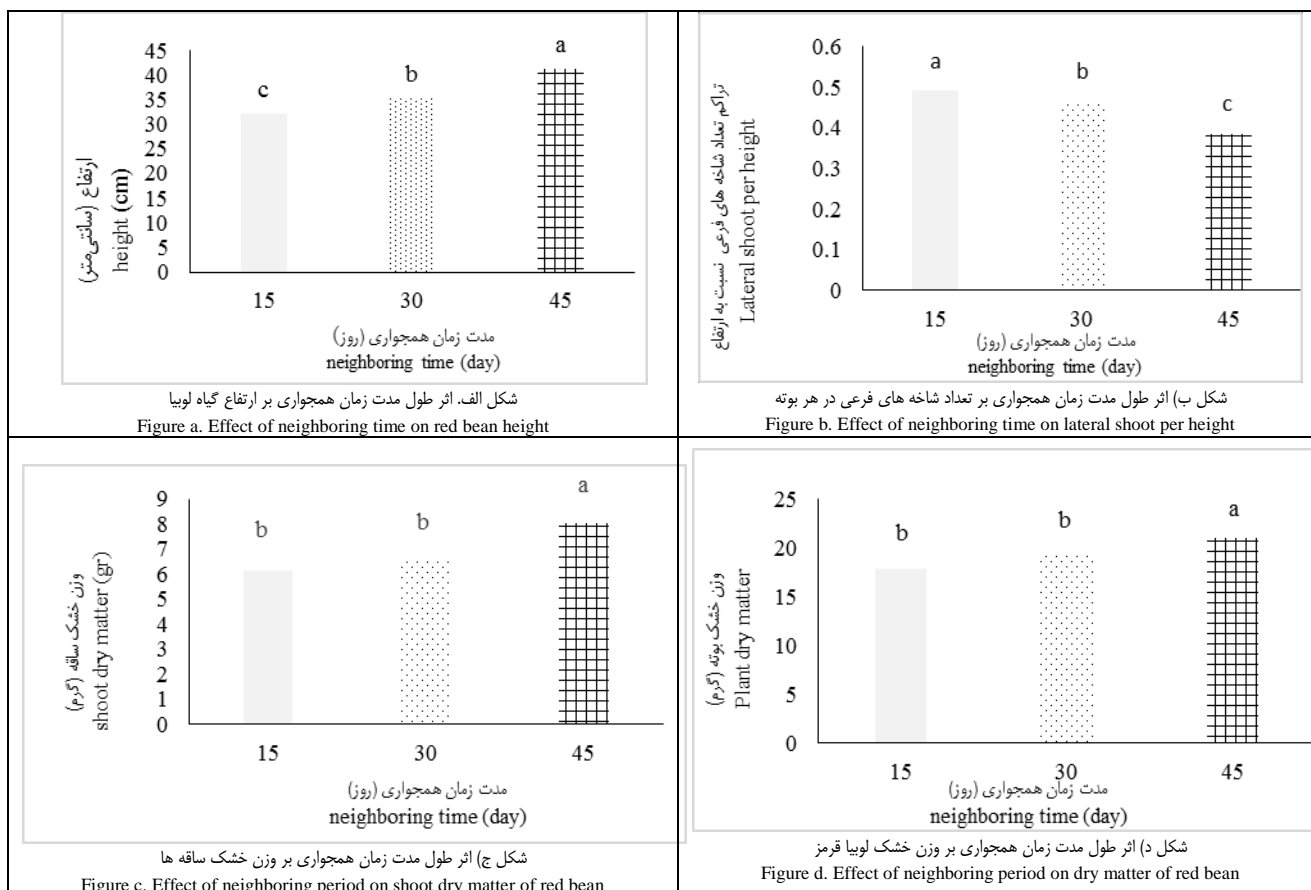 45
40
35
30
25
20
15
10
5
0
c
b
a
ارتفاع (سانتی‌متر)
height (cm)
15 30 45
مدت زمان همجواری (روز)
neighboring time (day)
شکل الف. اثر طول مدت زمان همجواری بر ارتفاع گیاه لوبیا
Figure a. Effect of neighboring time on red bean height
0.6
0.5
0.4
0.3
0.2
0.1
0
a
b
c
تراکم تعداد شاخه های فرعی نسبت به ارتفاع
Lateral shoot per height
15 30 45
مدت زمان همجواری (روز)
neighboring time (day)
شکل ب) اثر طول مدت زمان همجواری بر تعداد شاخه های فرعی در هر بوته
Figure b. Effect of neighboring time on lateral shoot per height
9
8
7
6
5
4
3
2
1
0
b
b
a
وزن خشک ساقه (گرم)
shoot dry matter (gr)
15 30 45
مدت زمان همجواری (روز)
neighboring time (day)
شکل ج) اثر طول مدت زمان همجواری بر وزن خشک ساقه ها
Figure c. Effect of neighboring period on shoot dry matter of red bean
25
20
15
10
5
0
b
b
a
وزن خشک بوته (گرم)
Plant dry matter
15 30 45
مدت زمان همجواری (روز)
neighboring time (day)
شکل د) اثر طول مدت زمان همجواری بر وزن خشک لوبیا قرمز
Figure d. Effect of neighboring period on dry matter of red bean